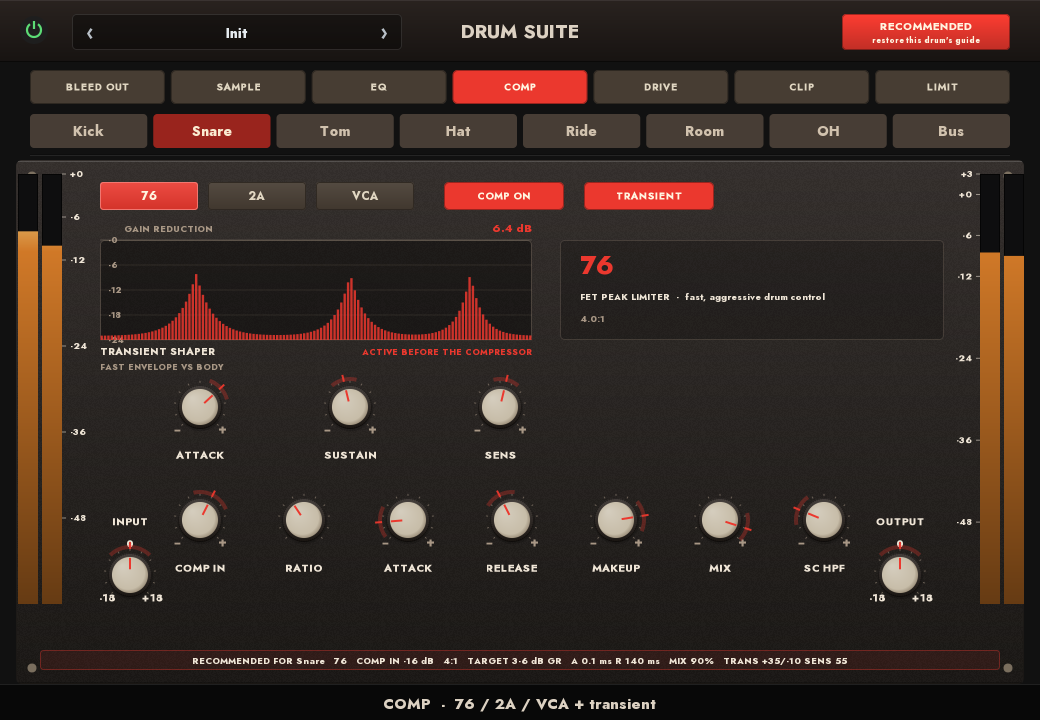 ‹ Init ›
DRUM SUITE
RECOMMENDED
restore this drum's guide
BLEED OUT SAMPLE EQ COMP DRIVE CLIP LIMIT
Kick Snare Tom Hat Ride Room OH Bus
+0
-6
-12
-24
-36
-48
76 2A VCA COMP ON TRANSIENT
GAIN REDUCTION 6.4 dB
-0
-6
-12
-18
-24
76
FET PEAK LIMITER · fast, aggressive drum control
4.0:1
TRANSIENT SHAPER ACTIVE BEFORE THE COMPRESSOR
FAST ENVELOPE VS BODY
− + − + − +
ATTACK SUSTAIN SENS
− + − + − + − + − + − +
COMP IN RATIO ATTACK RELEASE MAKEUP MIX SC HPF
INPUT
0
-18 +18
OUTPUT
0
-18 +18
+3
+0
-6
-12
-24
-36
-48
RECOMMENDED FOR Snare 76 COMP IN -16 dB 4:1 TARGET 3-6 dB GR A 0.1 ms R 140 ms MIX 90% TRANS +35/-10 SENS 55
COMP · 76 / 2A / VCA + transient